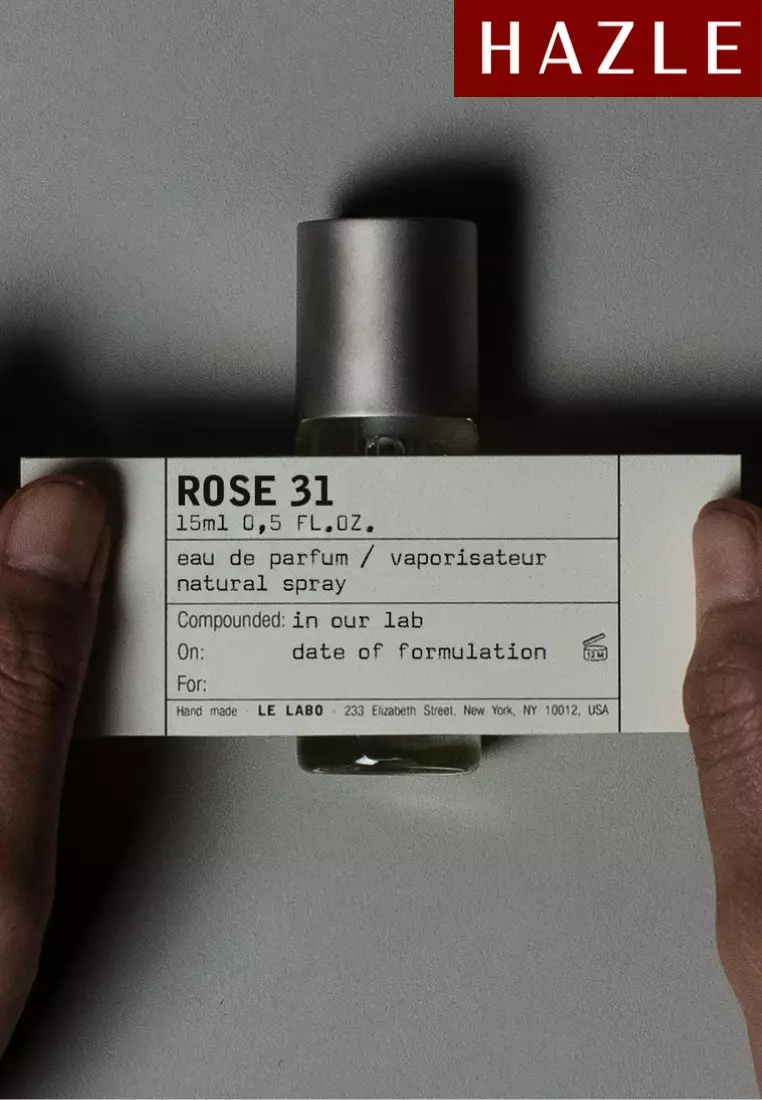 HAZLE
ROSE 31
15ml 0,5 FL.OZ.
eau de parfum / vaporisateur
natural spray
Compounded: in our lab
On: date of formulation
12M
For:
Hand made · LE LABO · 233 Elizabeth Street, New York, NY 10012, USA